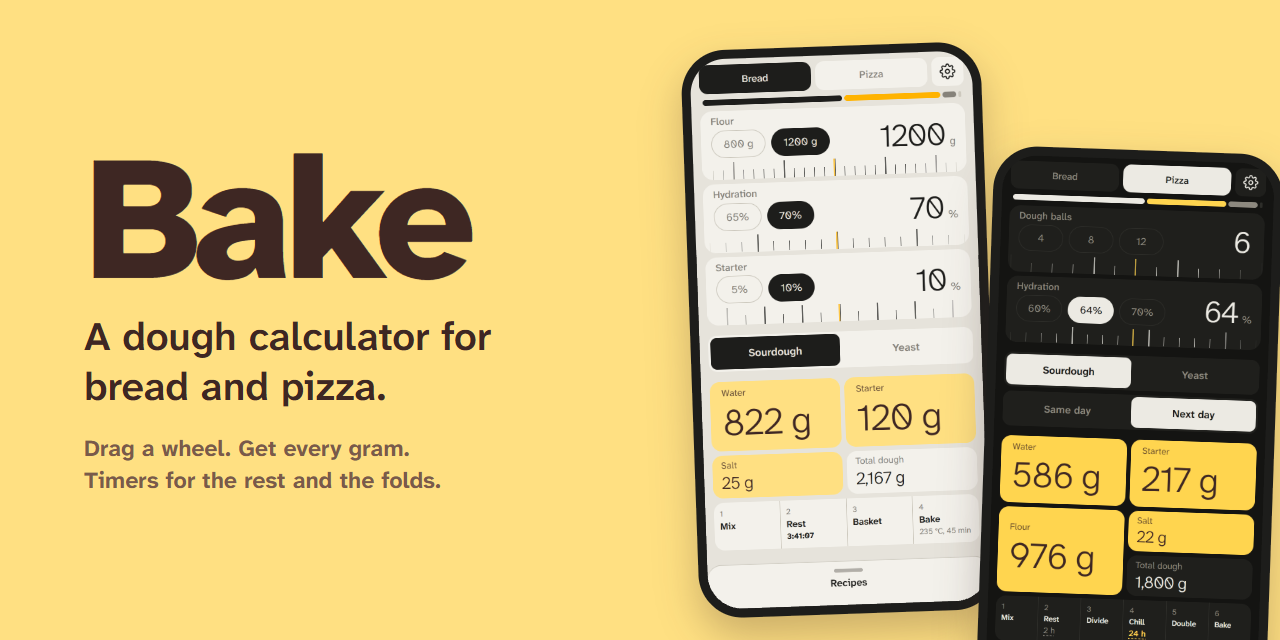 Bake
A dough calculator for
bread and pizza.
Drag a wheel. Get every gram.
Timers for the rest and the folds.
Bread
Pizza
Flour
800 g
1200 g
1200 g
Hydration
65%
70%
70 %
Starter
5%
10%
10 %
Sourdough
Yeast
Water
822 g
Starter
120 g
Salt
25 g
Total dough
2,167 g
1
Mix
2
Rest
3:41:07
3
Basket
4
Bake
235 °C, 45 min
Recipes
Bread
Pizza
Dough balls
4
8
12
6
Hydration
60%
64%
70%
64 %
Sourdough
Yeast
Same day
Next day
Water
586 g
Starter
217 g
Flour
976 g
Salt
22 g
Total dough
1,800 g
1
Mix
2
Rest
2 h
3
Divide
4
Chill
24 h
5
Double
6
Bake